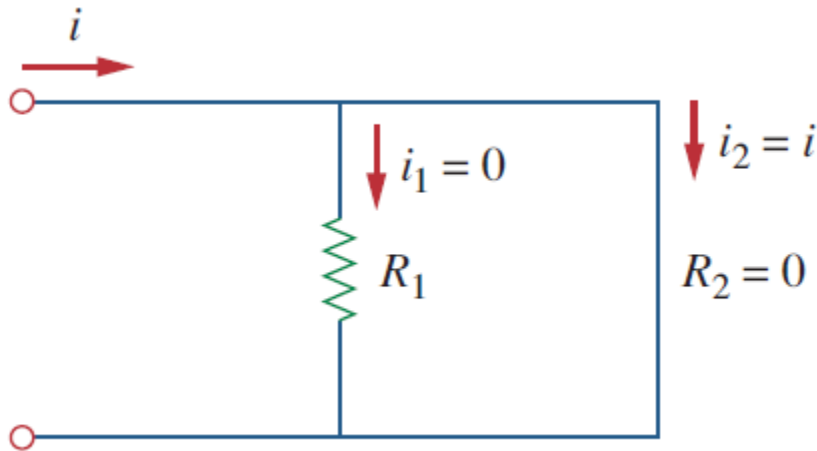 i
i₁ = 0
i₂ = i
R₁
R₂ = 0